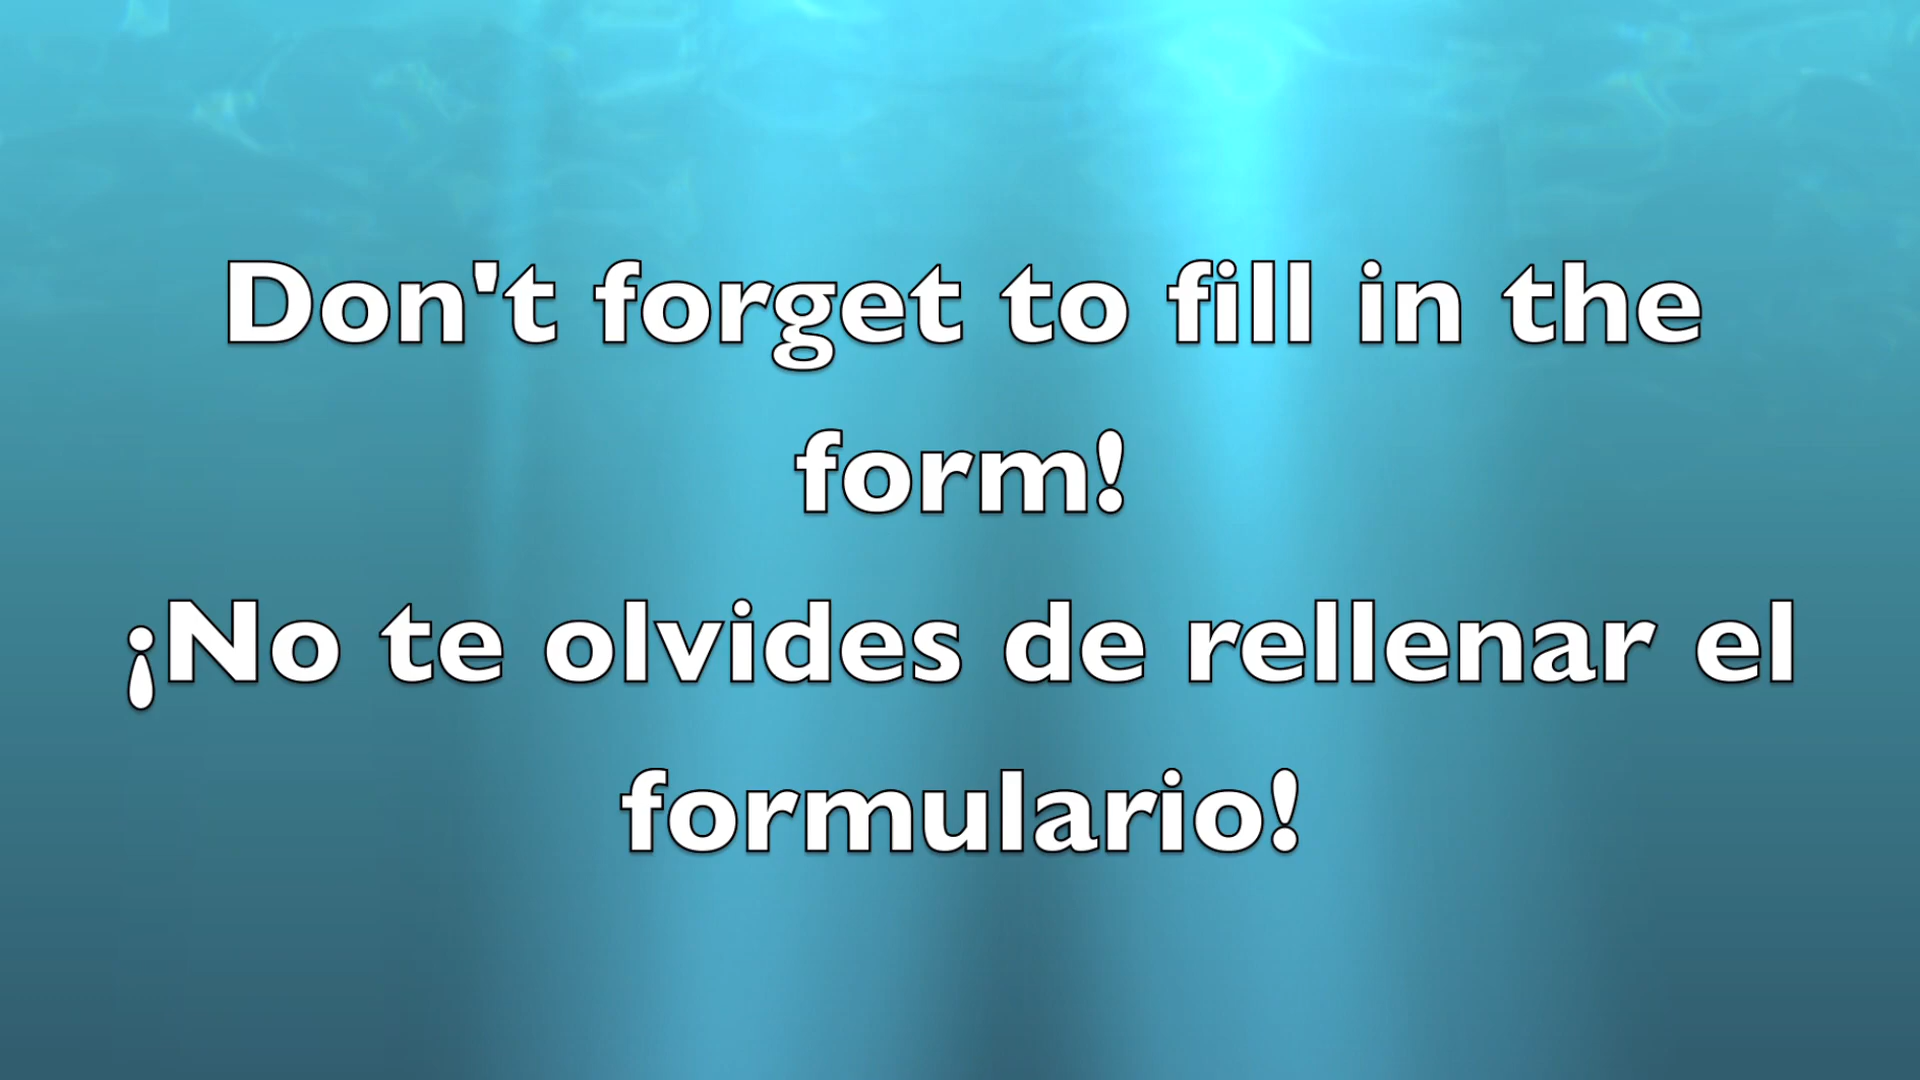 Don't forget to fill in the
form!
¡No te olvides de rellenar el
formulario!